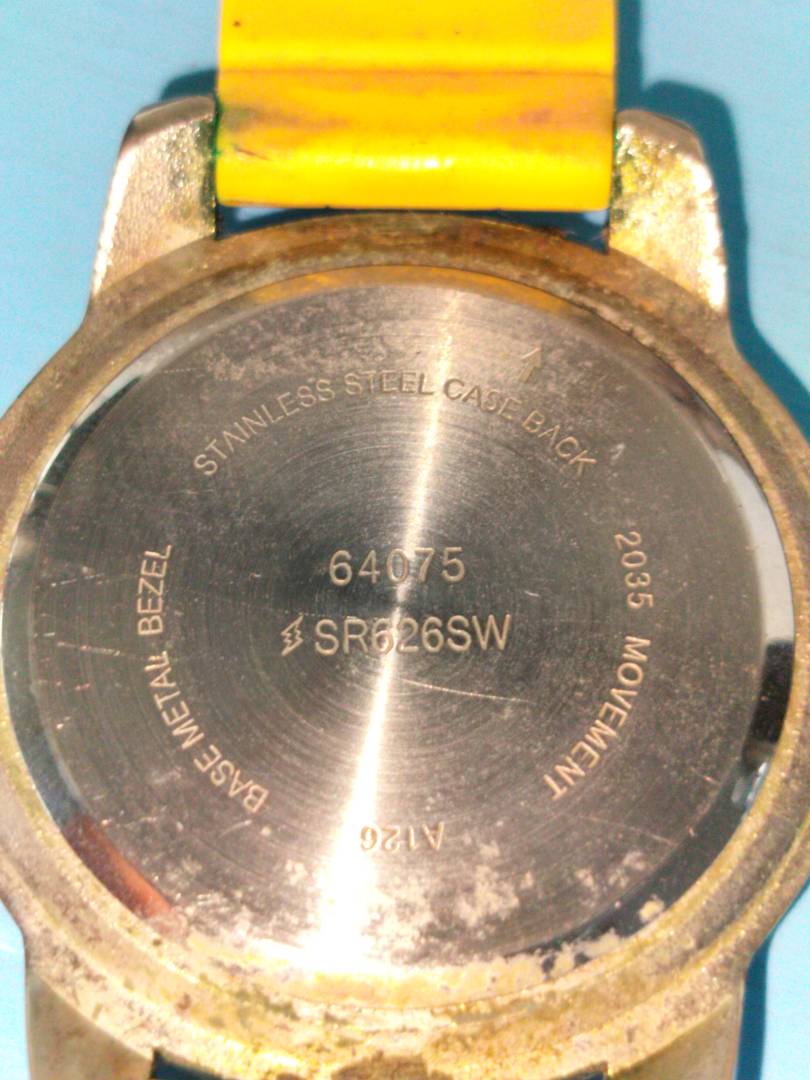 STAINLESS STEEL CASE BACK
2035 MOVEMENT
64075
SR626SW
BASE METAL BEZEL
A126